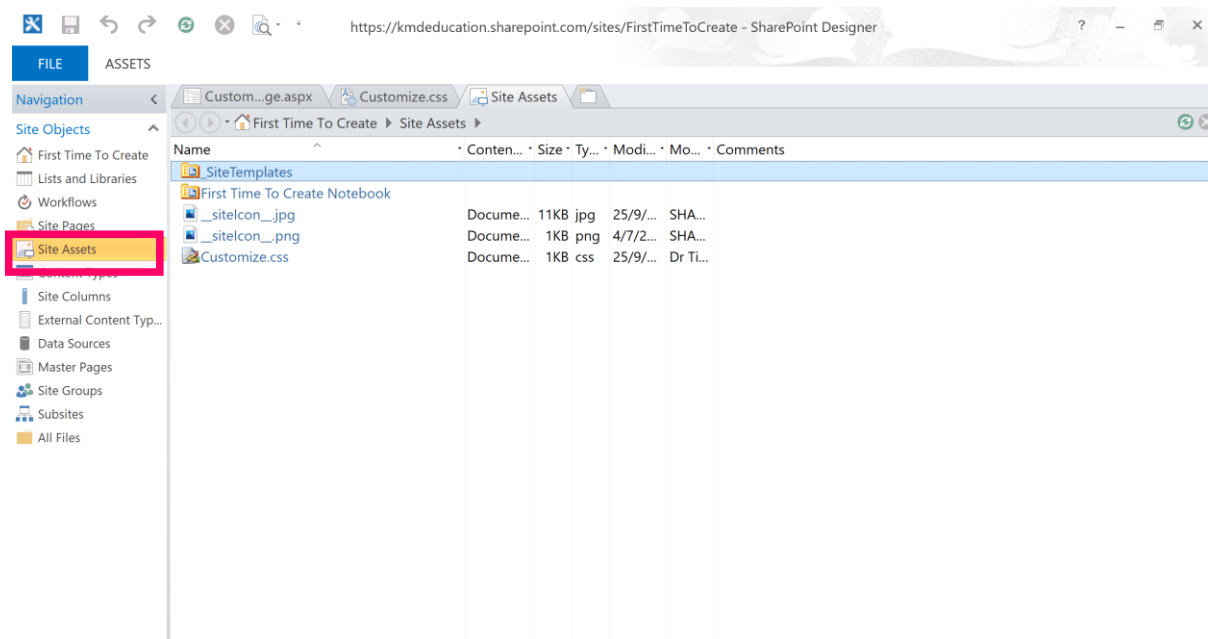 https://kmdeducation.sharepoint.com/sites/FirstTimeToCreate - SharePoint Designer ?
FILE ASSETS
Navigation
Site Objects
First Time To Create
Lists and Libraries
Workflows
Site Pages
Site Assets
Content Types
Site Columns
External Content Typ...
Data Sources
Master Pages
Site Groups
Subsites
All Files
Custom...ge.aspx Customize.css Site Assets
First Time To Create Site Assets
Name Conten... Size Ty... Modi... Mo... Comments
_SiteTemplates
First Time To Create Notebook
__siteIcon__.jpg Docume... 11KB jpg 25/9/... SHA...
__siteIcon__.png Docume... 1KB png 4/7/2... SHA...
Customize.css Docume... 1KB css 25/9/... Dr Ti...